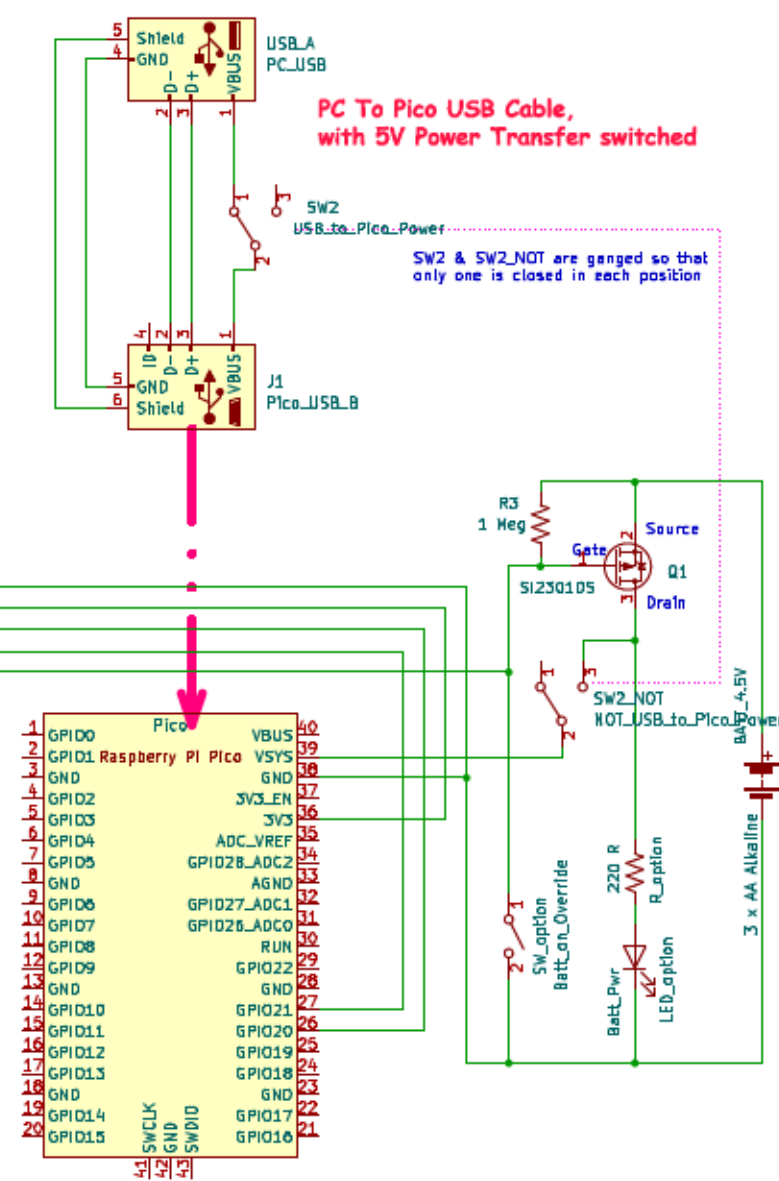 5 Shield
4 GND
D-
D+
VBUS
2
3
1
USB_A
PC_USB
PC To Pico USB Cable,
with 5V Power Transfer switched
1
3
SW2
USB_to_Pico_Power
2
SW2 & SW2_NOT are ganged so that
only one is closed in each position
4
2
3
1
ID
D-
D+
VBUS
5 GND
6 Shield
J1
Pico_USB_B
R3
1 Meg
2
Source
Gate
1
Q1
SI2301DS
3
Drain
1
3
SW2_NOT
NOT_USB_to_Pico_Power
2
BATT_4.5V
+
3 x AA Alkaline
Pico
Raspberry Pi Pico
1 GPIO0
2 GPIO1
3 GND
4 GPIO2
5 GPIO3
6 GPIO4
7 GPIO5
8 GND
9 GPIO6
10 GPIO7
11 GPIO8
12 GPIO9
13 GND
14 GPIO10
15 GPIO11
16 GPIO12
17 GPIO13
18 GND
19 GPIO14
20 GPIO15
VBUS 40
VSYS 39
GND 38
3V3_EN 37
3V3 36
ADC_VREF 35
GPIO28_ADC2 34
AGND 33
GPIO27_ADC1 32
GPIO26_ADC0 31
RUN 30
GPIO22 29
GND 28
GPIO21 27
GPIO20 26
GPIO19 25
GPIO18 24
GND 23
GPIO17 22
GPIO16 21
SWCLK
GND
SWDIO
41
42
43
1
2
SW_option
Batt_on_Override
220 R
R_option
Batt_Pwr
LED_option